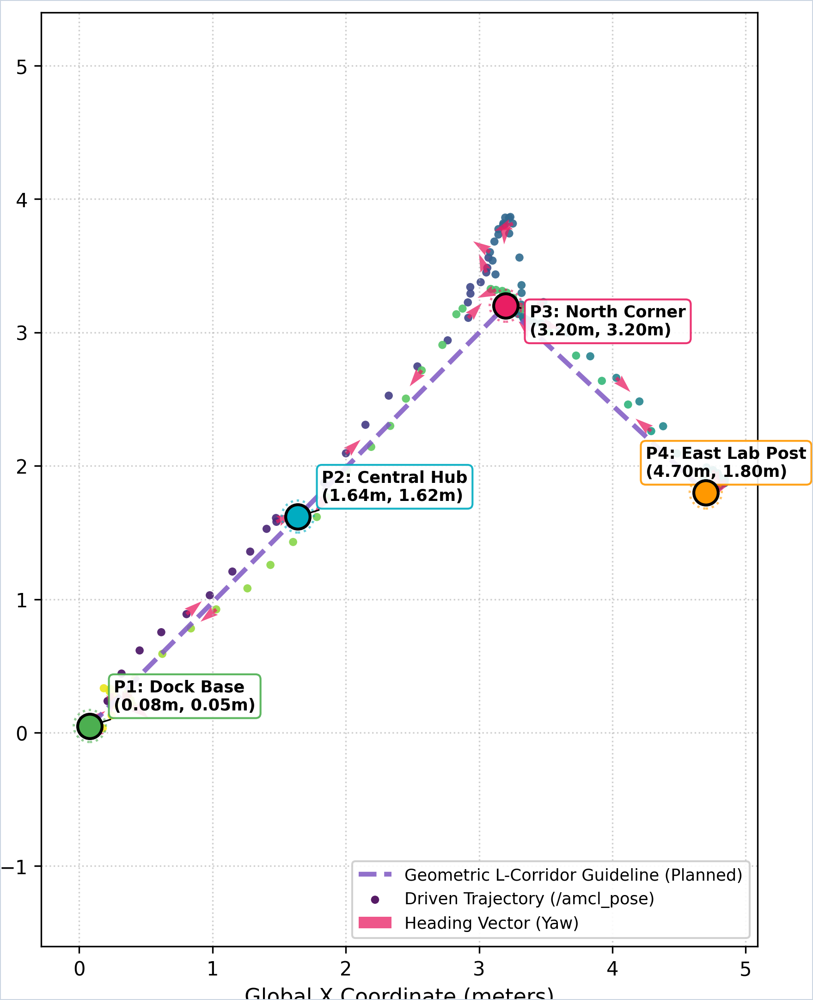 5
4
3
2
1
0
−1
P3: North Corner
(3.20m, 3.20m)
P4: East Lab Post
(4.70m, 1.80m)
P2: Central Hub
(1.64m, 1.62m)
P1: Dock Base
(0.08m, 0.05m)
Geometric L-Corridor Guideline (Planned)
Driven Trajectory (/amcl_pose)
Heading Vector (Yaw)
0 1 2 3 4 5
Global X Coordinate (meters)